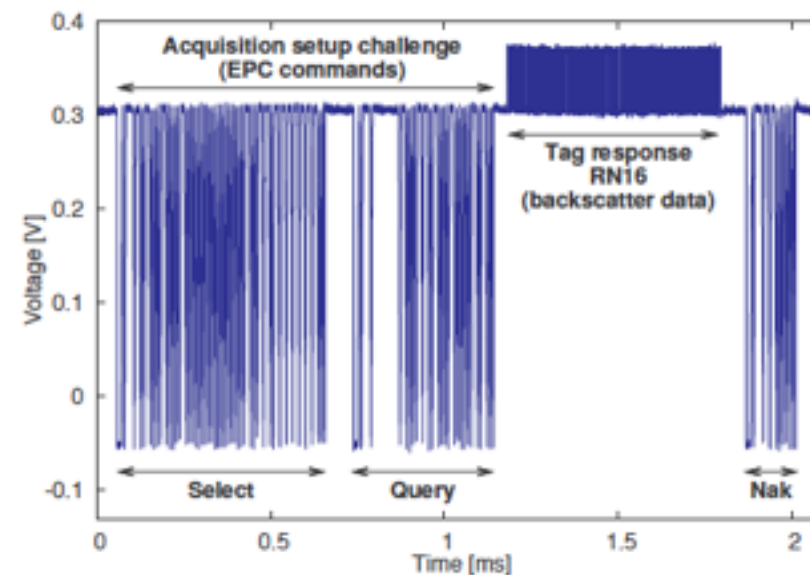 0.4
Acquisition setup challenge
(EPC commands)
0.3
Tag response
RN16
(backscatter data)
0.2
Voltage [V]
0.1
0
Select Query Nak
-0.1
0 0.5 1 1.5 2
Time [ms]